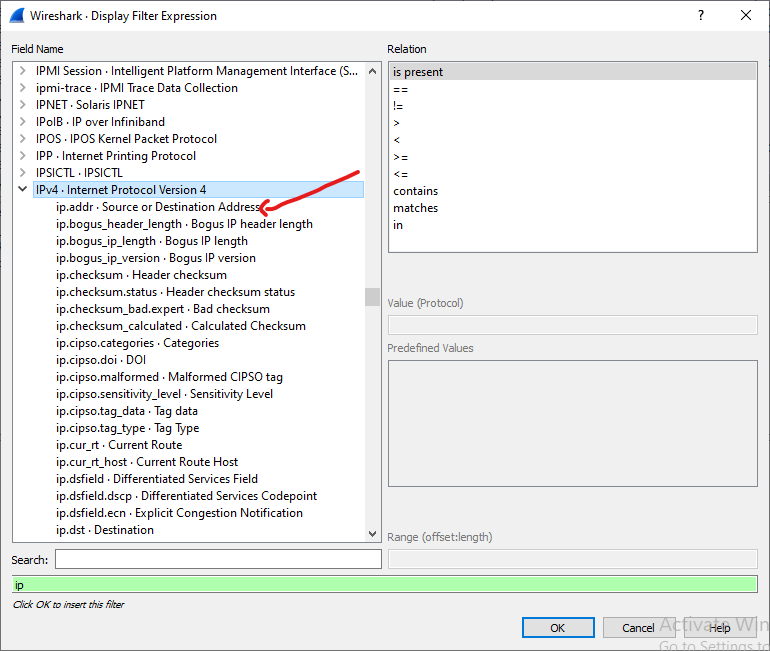 Wireshark · Display Filter Expression
?
Field Name
IPMI Session · Intelligent Platform Management Interface (S...
ipmi-trace · IPMI Trace Data Collection
IPNET · Solaris IPNET
IPoIB · IP over Infiniband
IPOS · IPOS Kernel Packet Protocol
IPP · Internet Printing Protocol
IPSICTL · IPSICTL
IPv4 · Internet Protocol Version 4
ip.addr · Source or Destination Address
ip.bogus_header_length · Bogus IP header length
ip.bogus_ip_length · Bogus IP length
ip.bogus_ip_version · Bogus IP version
ip.checksum · Header checksum
ip.checksum.status · Header checksum status
ip.checksum_bad.expert · Bad checksum
ip.checksum_calculated · Calculated Checksum
ip.cipso.categories · Categories
ip.cipso.doi · DOI
ip.cipso.malformed · Malformed CIPSO tag
ip.cipso.sensitivity_level · Sensitivity Level
ip.cipso.tag_data · Tag data
ip.cipso.tag_type · Tag Type
ip.cur_rt · Current Route
ip.cur_rt_host · Current Route Host
ip.dsfield · Differentiated Services Field
ip.dsfield.dscp · Differentiated Services Codepoint
ip.dsfield.ecn · Explicit Congestion Notification
ip.dst · Destination
Search:
Relation
is present
==
!=
>
<
>=
<=
contains
matches
in
Value (Protocol)
Predefined Values
Range (offset:length)
ip
Click OK to insert this filter
OK
Cancel
Help
Activate Win
Go to Settings to